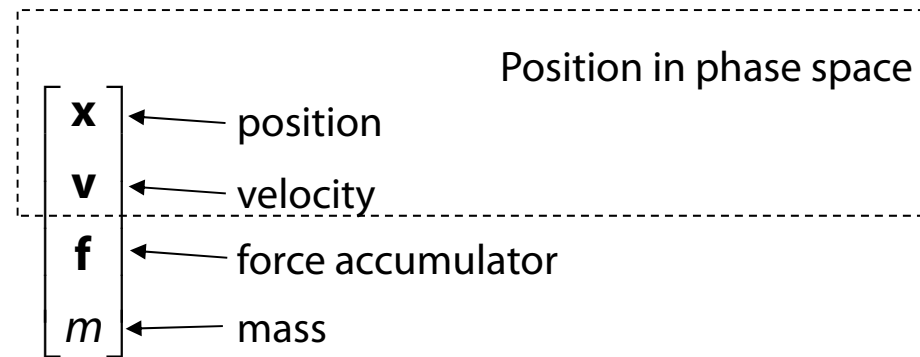 Position in phase space
x position
v velocity
f force accumulator
m mass